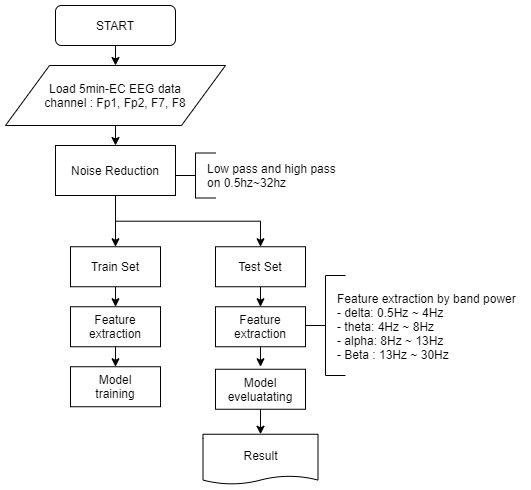 START
Load 5min-EC EEG data
channel : Fp1, Fp2, F7, F8
Noise Reduction
Low pass and high pass
on 0.5hz~32hz
Train Set
Test Set
Feature
extraction
Feature
extraction
Feature extraction by band power
- delta: 0.5Hz ~ 4Hz
- theta: 4Hz ~ 8Hz
- alpha: 8Hz ~ 13Hz
- Beta : 13Hz ~ 30Hz
Model
training
Model
eveluatating
Result